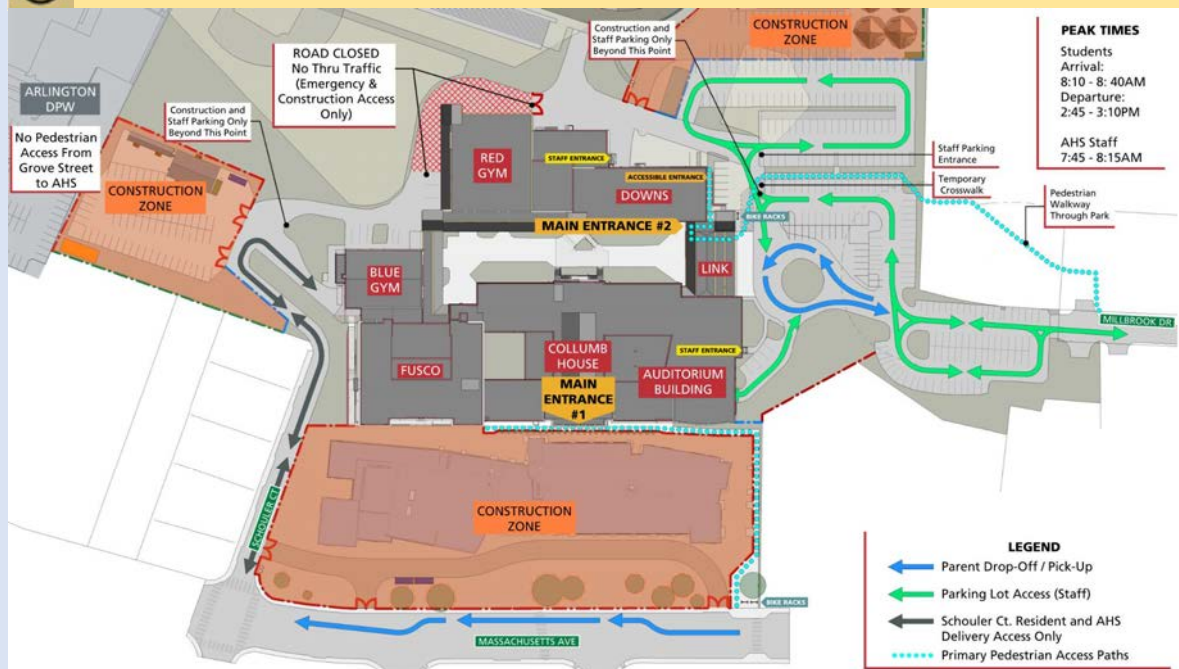 ARLINGTON
DPW
No Pedestrian
Access From
Grove Street
to AHS
CONSTRUCTION
ZONE
Construction and
Staff Parking Only
Beyond This Point
ROAD CLOSED
No Thru Traffic
(Emergency &
Construction Access
Only)
Construction and
Staff Parking Only
Beyond This Point
CONSTRUCTION
ZONE
PEAK TIMES
Students
Arrival:
8:10 - 8: 40AM
Departure:
2:45 - 3:10PM
AHS Staff
7:45 - 8:15AM
RED
GYM
STAFF ENTRANCE
ACCESSIBLE ENTRANCE
DOWNS
MAIN ENTRANCE #2
BIKE RACKS
LINK
Staff Parking
Entrance
Temporary
Crosswalk
Pedestrian
Walkway
Through Park
MILLBROOK DR
BLUE
GYM
FUSCO
COLLUMB
HOUSE
MAIN
ENTRANCE
#1
STAFF ENTRANCE
AUDITORIUM
BUILDING
CONSTRUCTION
ZONE
SCHOULER CT
BIKE RACKS
MASSACHUSETTS AVE
LEGEND
Parent Drop-Off / Pick-Up
Parking Lot Access (Staff)
Schouler Ct. Resident and AHS
Delivery Access Only
Primary Pedestrian Access Paths